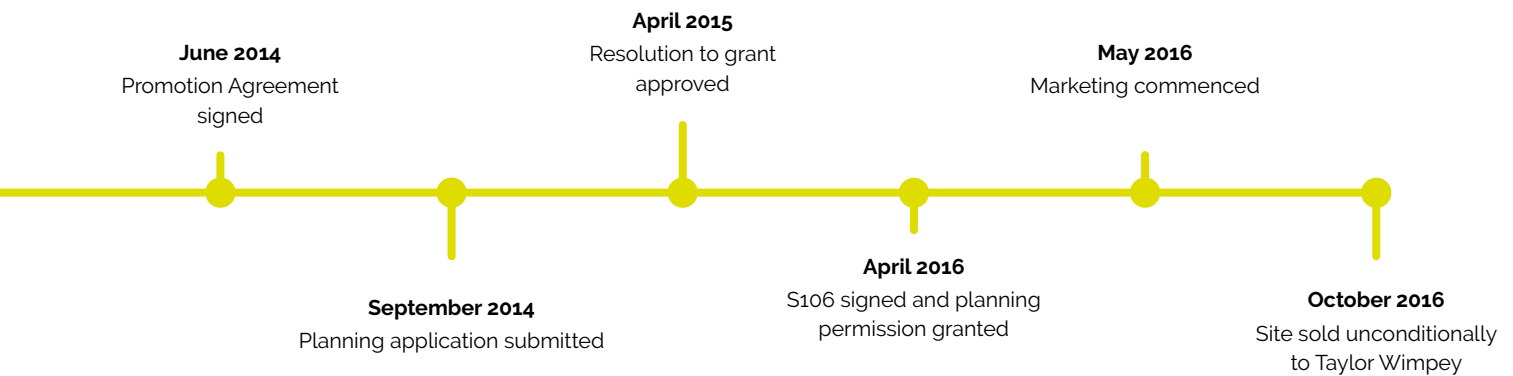 June 2014
Promotion Agreement
signed
September 2014
Planning application submitted
April 2015
Resolution to grant
approved
April 2016
S106 signed and planning
permission granted
May 2016
Marketing commenced
October 2016
Site sold unconditionally
to Taylor Wimpey